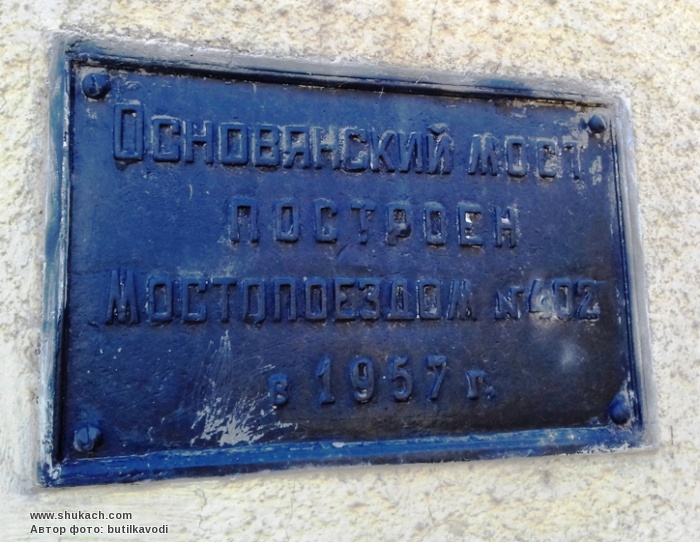 Основянский мост
построен
Мостопоездом №402
в 1957 г.
www.shukach.com
Автор фото: butilkavodi